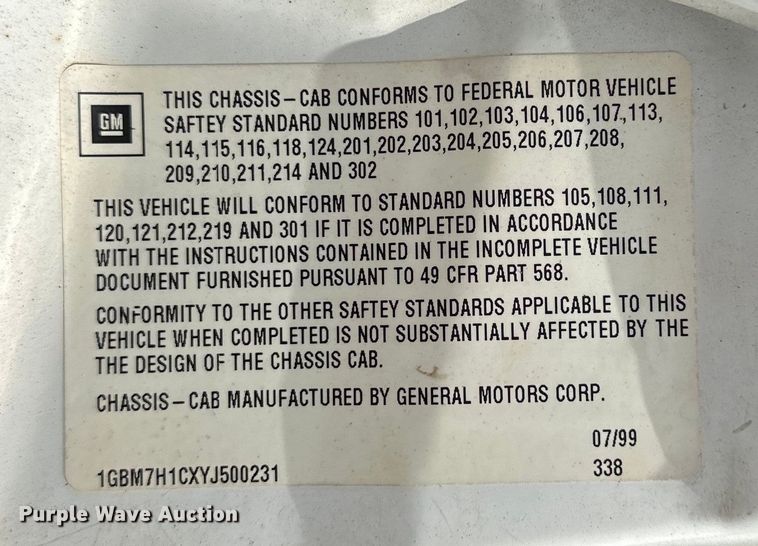 GM
THIS CHASSIS-CAB CONFORMS TO FEDERAL MOTOR VEHICLE
SAFTEY STANDARD NUMBERS 101,102,103,104,106,107,113,
114,115,116,118,124,201,202,203,204,205,206,207,208,
209,210,211,214 AND 302
THIS VEHICLE WILL CONFORM TO STANDARD NUMBERS 105,108,111,
120,121,212,219 AND 301 IF IT IS COMPLETED IN ACCORDANCE
WITH THE INSTRUCTIONS CONTAINED IN THE INCOMPLETE VEHICLE
DOCUMENT FURNISHED PURSUANT TO 49 CFR PART 568.
CONFORMITY TO THE OTHER SAFTEY STANDARDS APPLICABLE TO THIS
VEHICLE WHEN COMPLETED IS NOT SUBSTANTIALLY AFFECTED BY THE
THE DESIGN OF THE CHASSIS CAB.
CHASSIS-CAB MANUFACTURED BY GENERAL MOTORS CORP.
07/99
1GBM7H1CXYJ500231 338
Purple Wave Auction